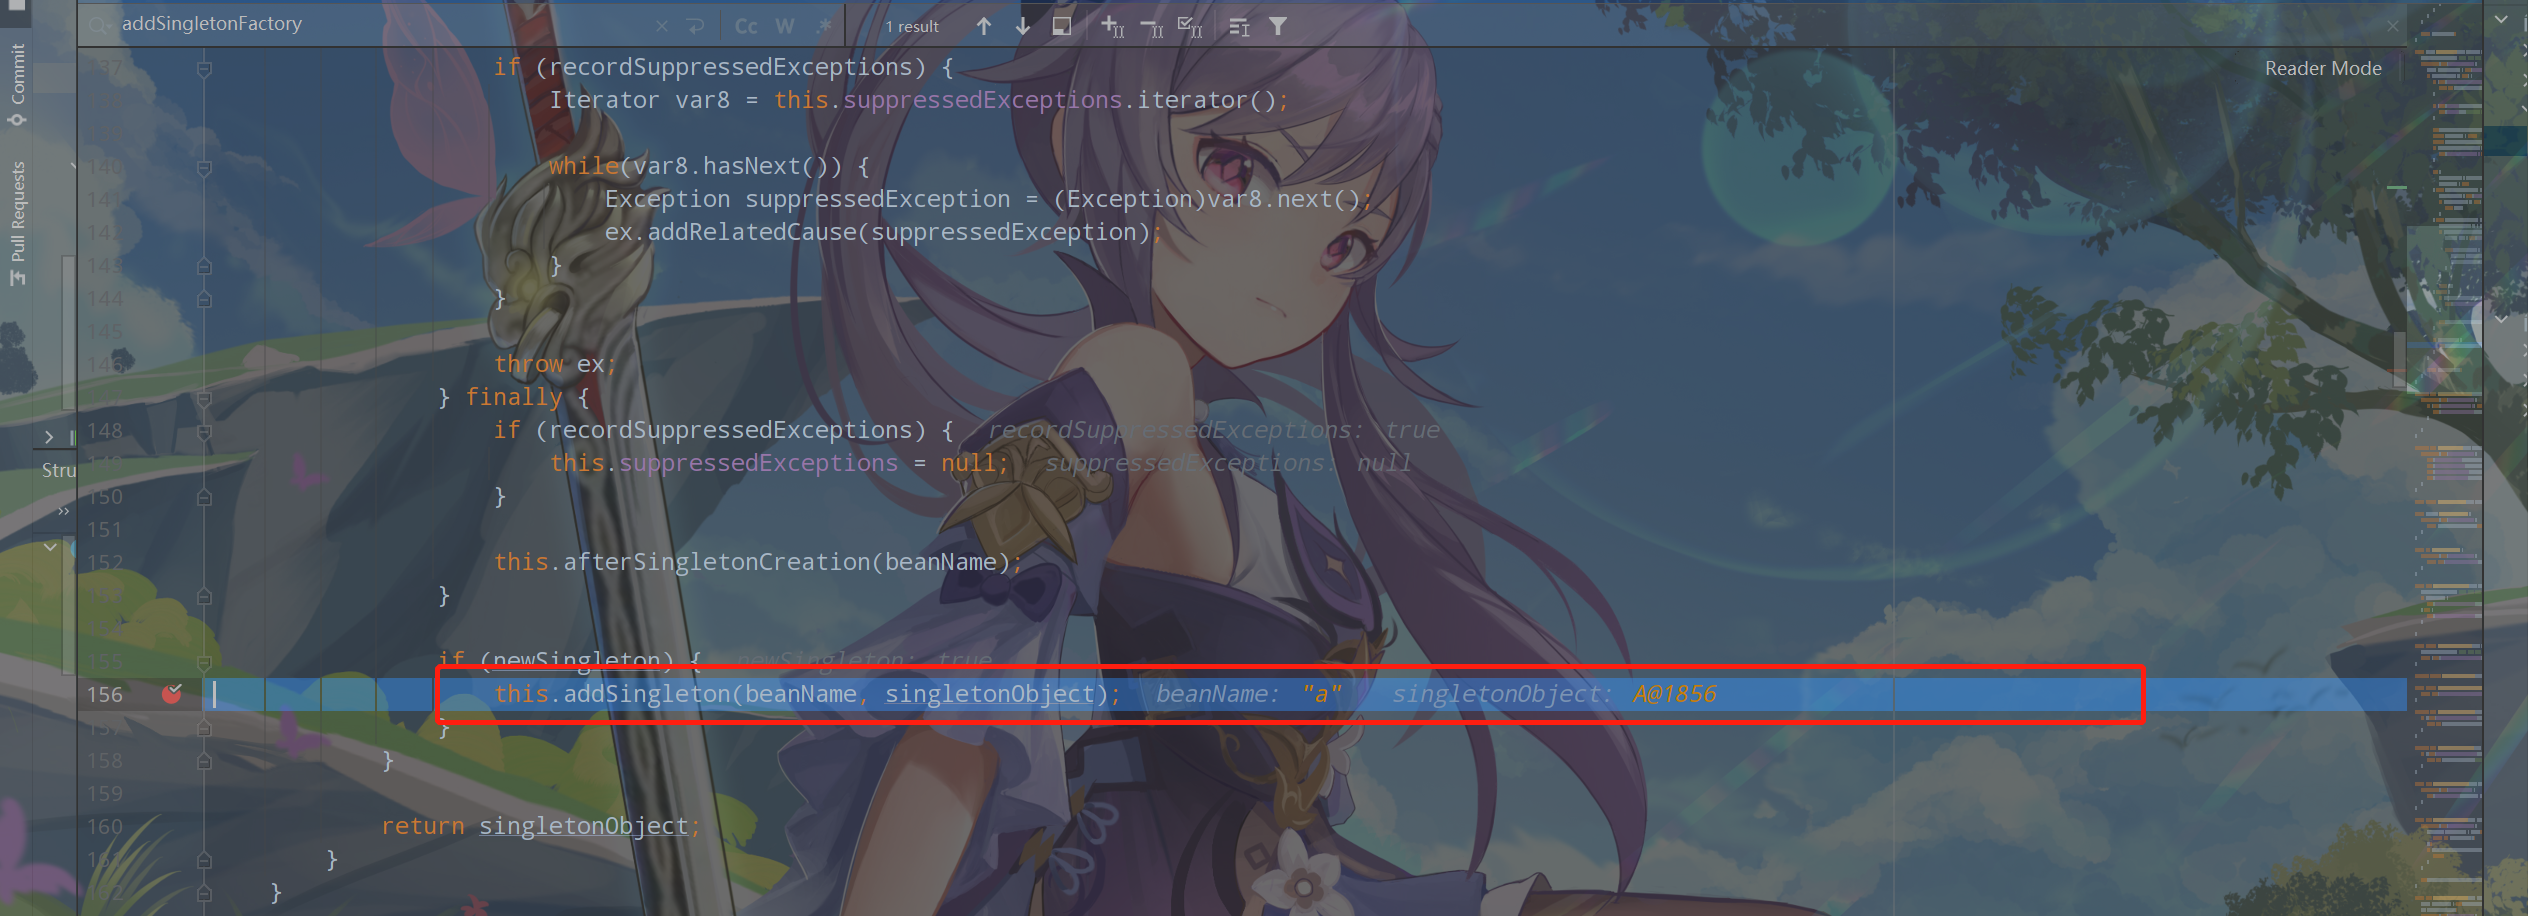 addSingletonFactory
Cc W .*
1 result
Commit
Pull Requests
Stru
Reader Mode
137 if (recordSuppressedExceptions) {
Iterator var8 = this.suppressedExceptions.iterator();
140 while(var8.hasNext()) {
141 Exception suppressedException = (Exception)var8.next();
142 ex.addRelatedCause(suppressedException);
143 }
144 }
145
146 throw ex;
} finally {
148 if (recordSuppressedExceptions) { recordSuppressedExceptions: true
149 this.suppressedExceptions = null; suppressedExceptions: null
150 }
151
152 this.afterSingletonCreation(beanName);
153 }
154
155 if (newSingleton) { newSingleton: true
156 this.addSingleton(beanName, singletonObject); beanName: "a" singletonObject: A@1856
157 }
158 }
159
160 return singletonObject;
161 }
162 }